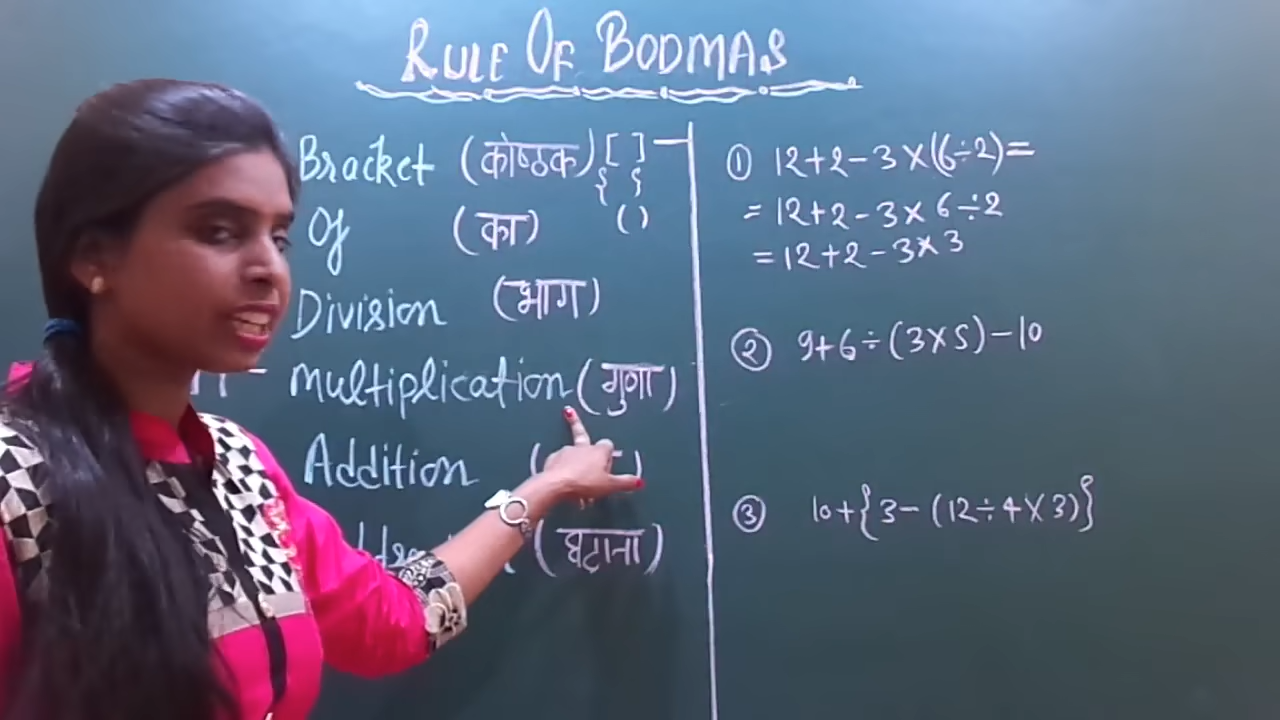 RULE OF BODMAS
Bracket (कोष्ठक) [ ]
{ }
Of (का) ( )
Division (भाग)
M - Multiplication (गुणा)
Addition
(घटाना)
① 12+2-3×(6÷2)=
= 12+2-3×6÷2
= 12+2-3×3
② 9+6÷(3×5)-10
③ 10+{3-(12÷4×3)}